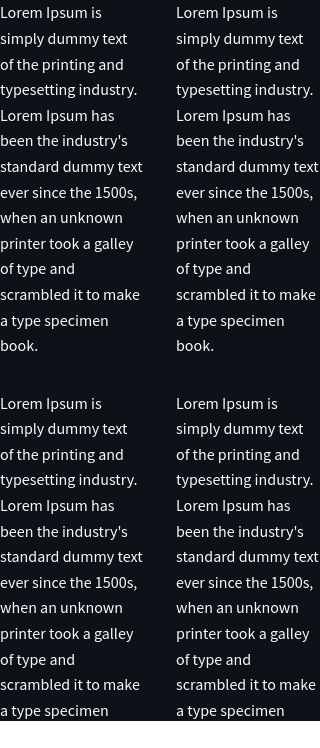 Lorem Ipsum is
simply dummy text
of the printing and
typesetting industry.
Lorem Ipsum has
been the industry's
standard dummy text
ever since the 1500s,
when an unknown
printer took a galley
of type and
scrambled it to make
a type specimen
book.
Lorem Ipsum is
simply dummy text
of the printing and
typesetting industry.
Lorem Ipsum has
been the industry's
standard dummy text
ever since the 1500s,
when an unknown
printer took a galley
of type and
scrambled it to make
a type specimen
book.
Lorem Ipsum is
simply dummy text
of the printing and
typesetting industry.
Lorem Ipsum has
been the industry's
standard dummy text
ever since the 1500s,
when an unknown
printer took a galley
of type and
scrambled it to make
a type specimen
Lorem Ipsum is
simply dummy text
of the printing and
typesetting industry.
Lorem Ipsum has
been the industry's
standard dummy text
ever since the 1500s,
when an unknown
printer took a galley
of type and
scrambled it to make
a type specimen